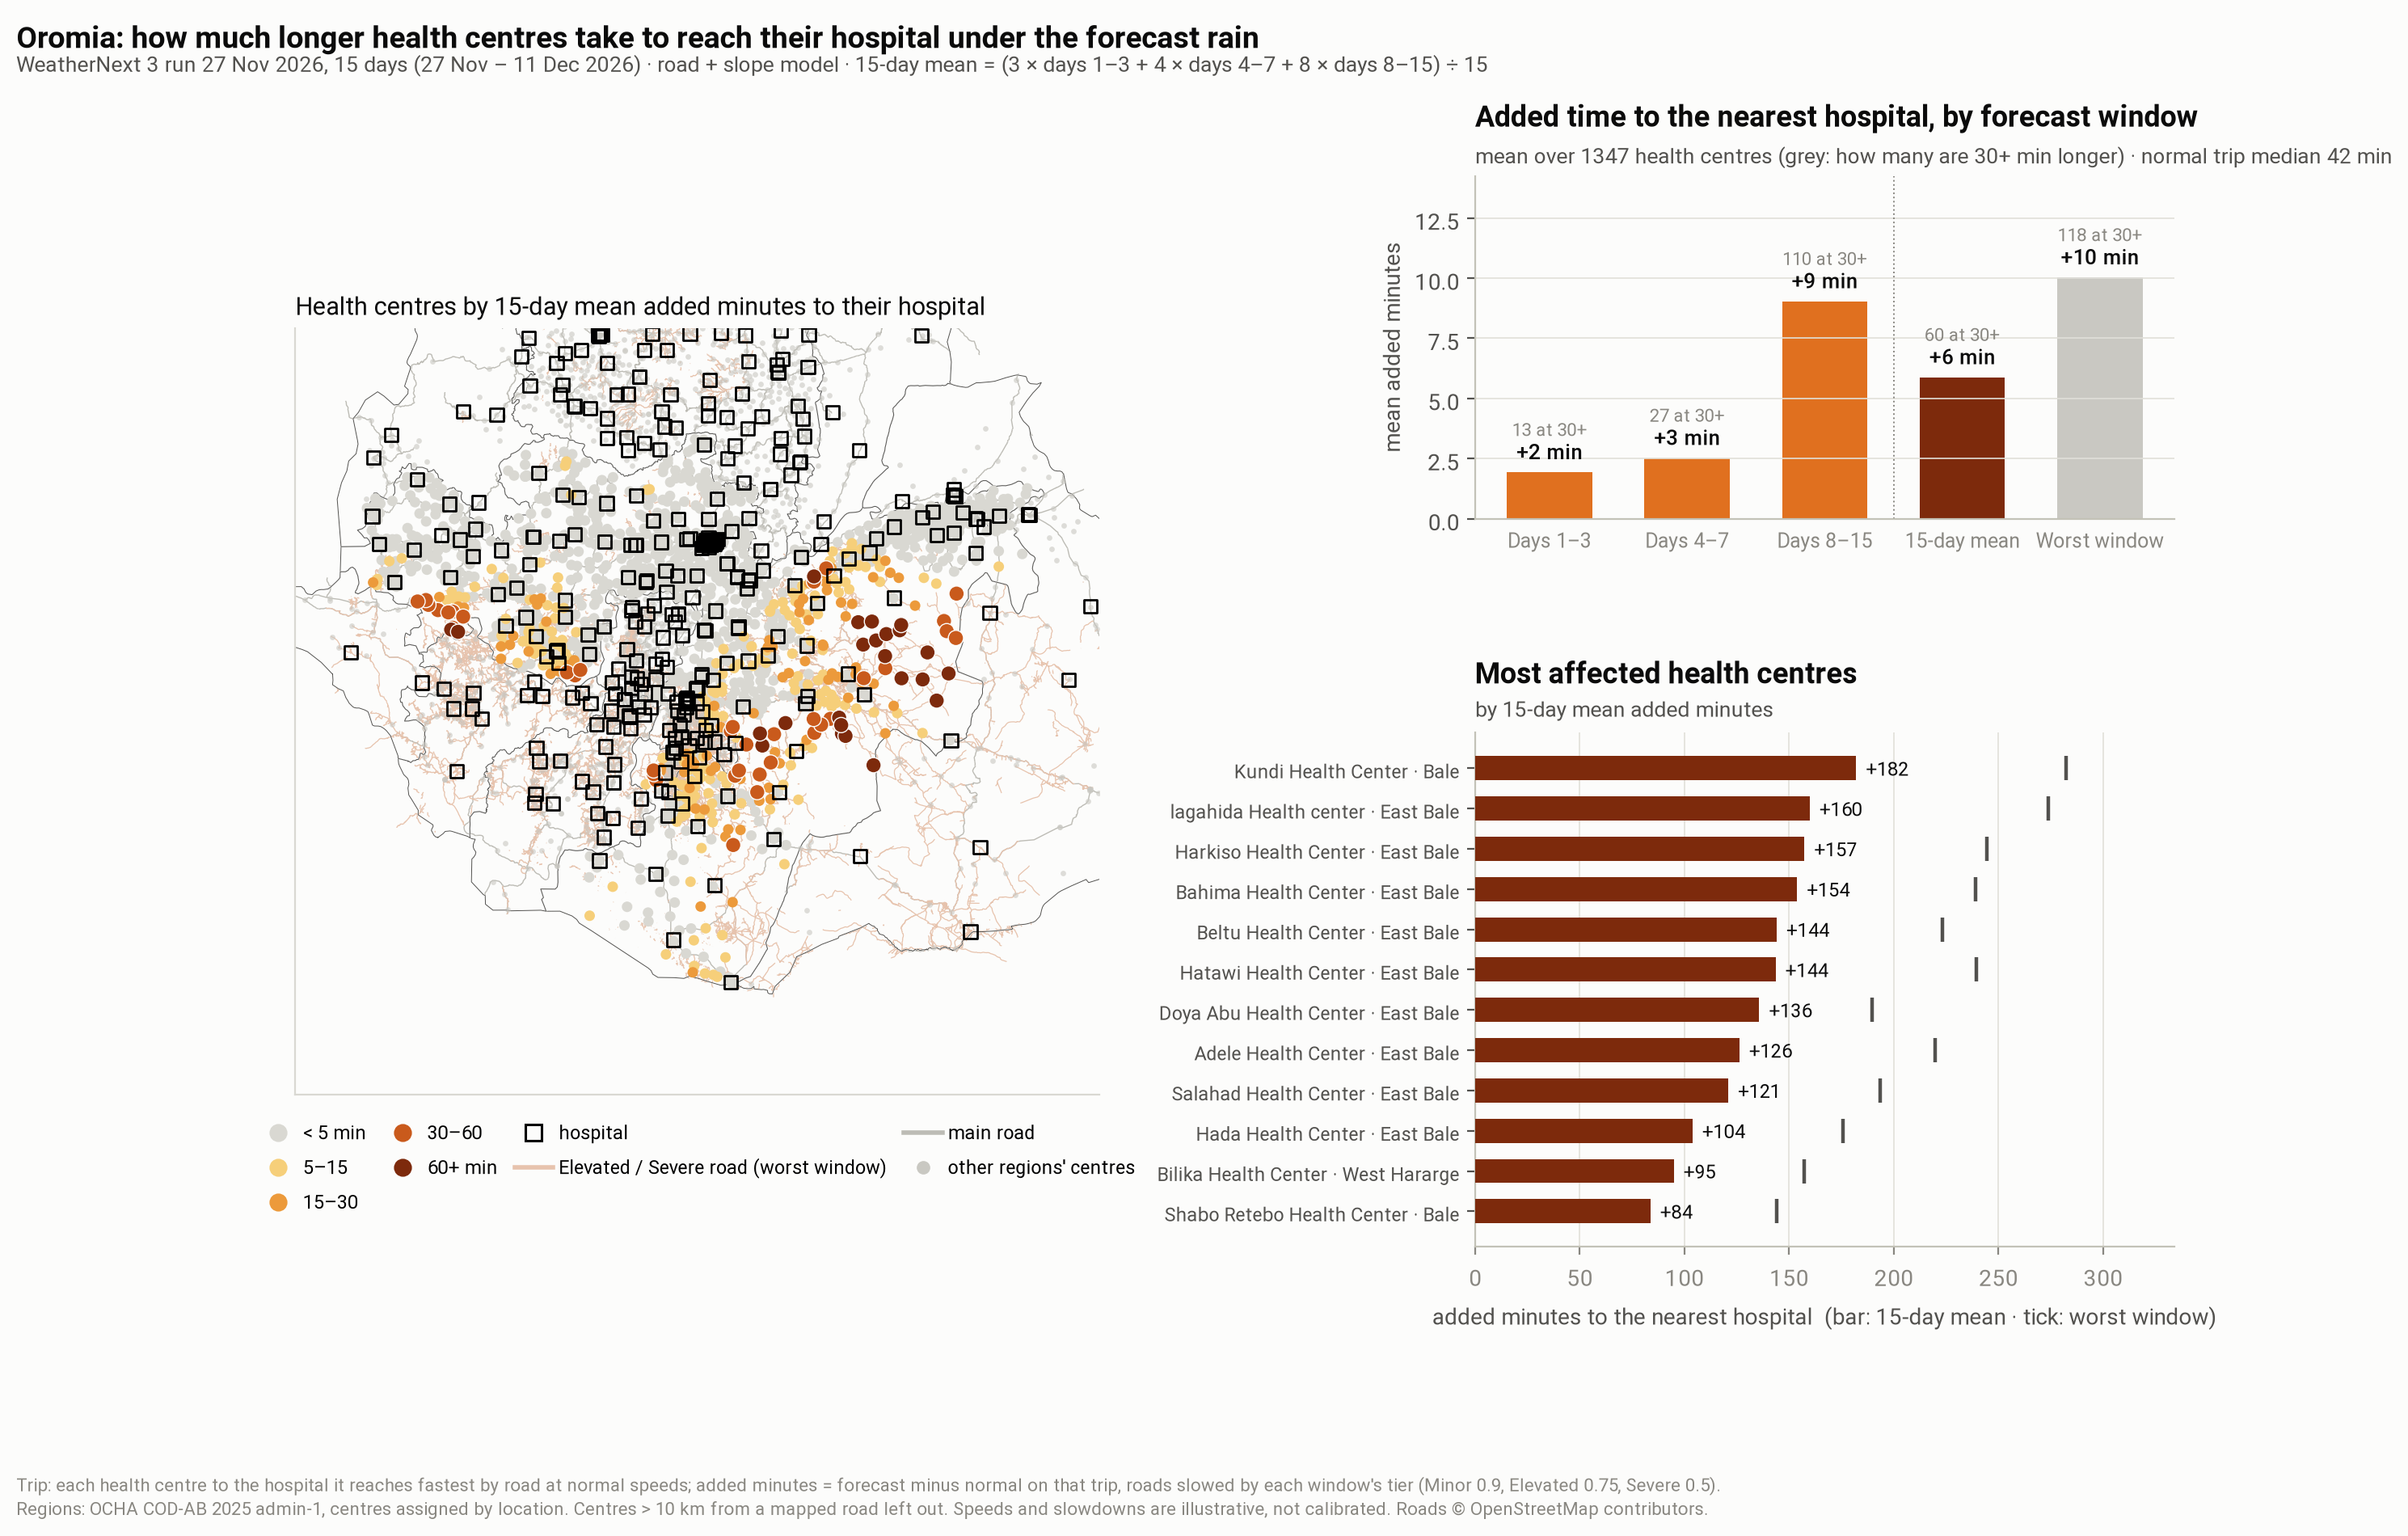 Oromia: how much longer health centres take to reach their hospital under the forecast rain
WeatherNext 3 run 27 Nov 2026, 15 days (27 Nov – 11 Dec 2026) · road + slope model · 15-day mean = (3 × days 1–3 + 4 × days 4–7 + 8 × days 8–15) ÷ 15
Health centres by 15-day mean added minutes to their hospital
< 5 min
5–15
15–30
30–60
60+ min
hospital
Elevated / Severe road (worst window)
main road
other regions' centres
Added time to the nearest hospital, by forecast window
mean over 1347 health centres (grey: how many are 30+ min longer) · normal trip median 42 min
mean added minutes
12.5
10.0
7.5
5.0
2.5
0.0
13 at 30+
+2 min
27 at 30+
+3 min
110 at 30+
+9 min
60 at 30+
+6 min
118 at 30+
+10 min
Days 1–3
Days 4–7
Days 8–15
15-day mean
Worst window
Most affected health centres
by 15-day mean added minutes
Kundi Health Center · Bale +182
lagahida Health center · East Bale +160
Harkiso Health Center · East Bale +157
Bahima Health Center · East Bale +154
Beltu Health Center · East Bale +144
Hatawi Health Center · East Bale +144
Doya Abu Health Center · East Bale +136
Adele Health Center · East Bale +126
Salahad Health Center · East Bale +121
Hada Health Center · East Bale +104
Bilika Health Center · West Hararge +95
Shabo Retebo Health Center · Bale +84
0 50 100 150 200 250 300
added minutes to the nearest hospital (bar: 15-day mean · tick: worst window)
Trip: each health centre to the hospital it reaches fastest by road at normal speeds; added minutes = forecast minus normal on that trip, roads slowed by each window's tier (Minor 0.9, Elevated 0.75, Severe 0.5).
Regions: OCHA COD-AB 2025 admin-1, centres assigned by location. Centres > 10 km from a mapped road left out. Speeds and slowdowns are illustrative, not calibrated. Roads © OpenStreetMap contributors.